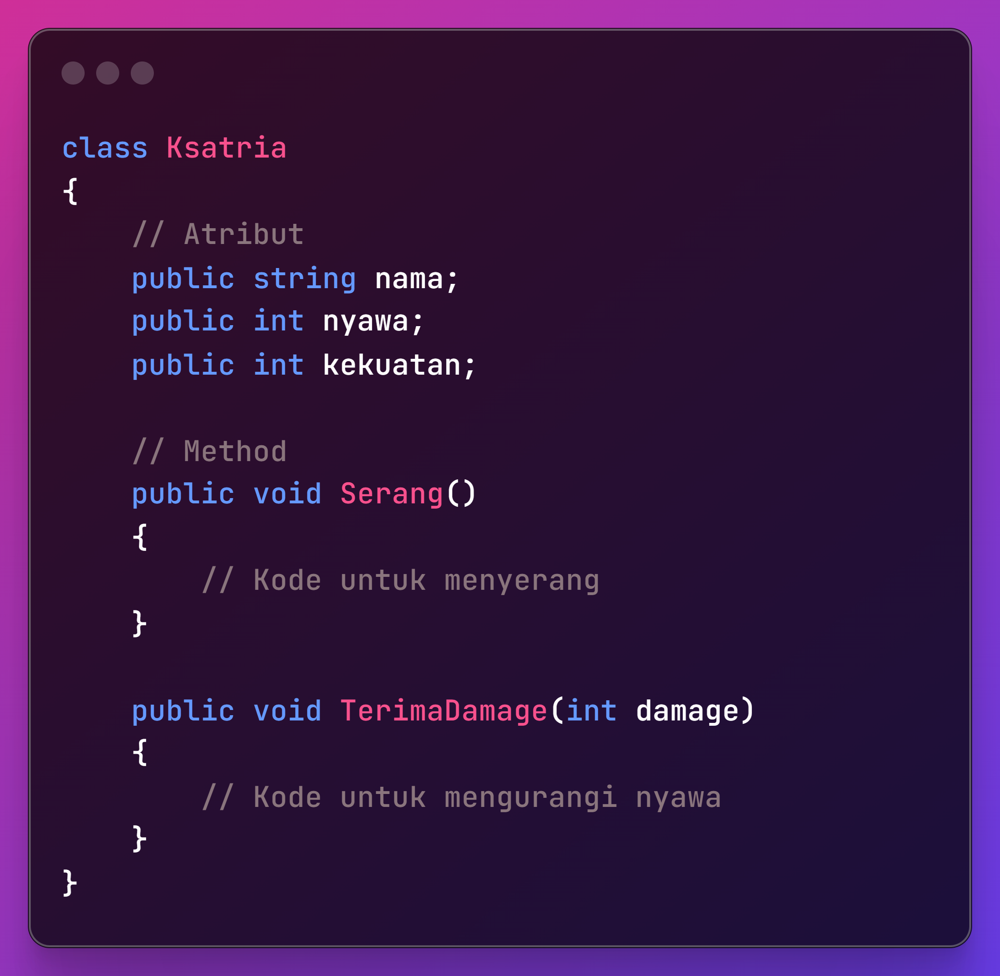 class Ksatria
{
    // Atribut
    public string nama;
    public int nyawa;
    public int kekuatan;

    // Method
    public void Serang()
    {
        // Kode untuk menyerang
    }

    public void TerimaDamage(int damage)
    {
        // Kode untuk mengurangi nyawa
    }
}